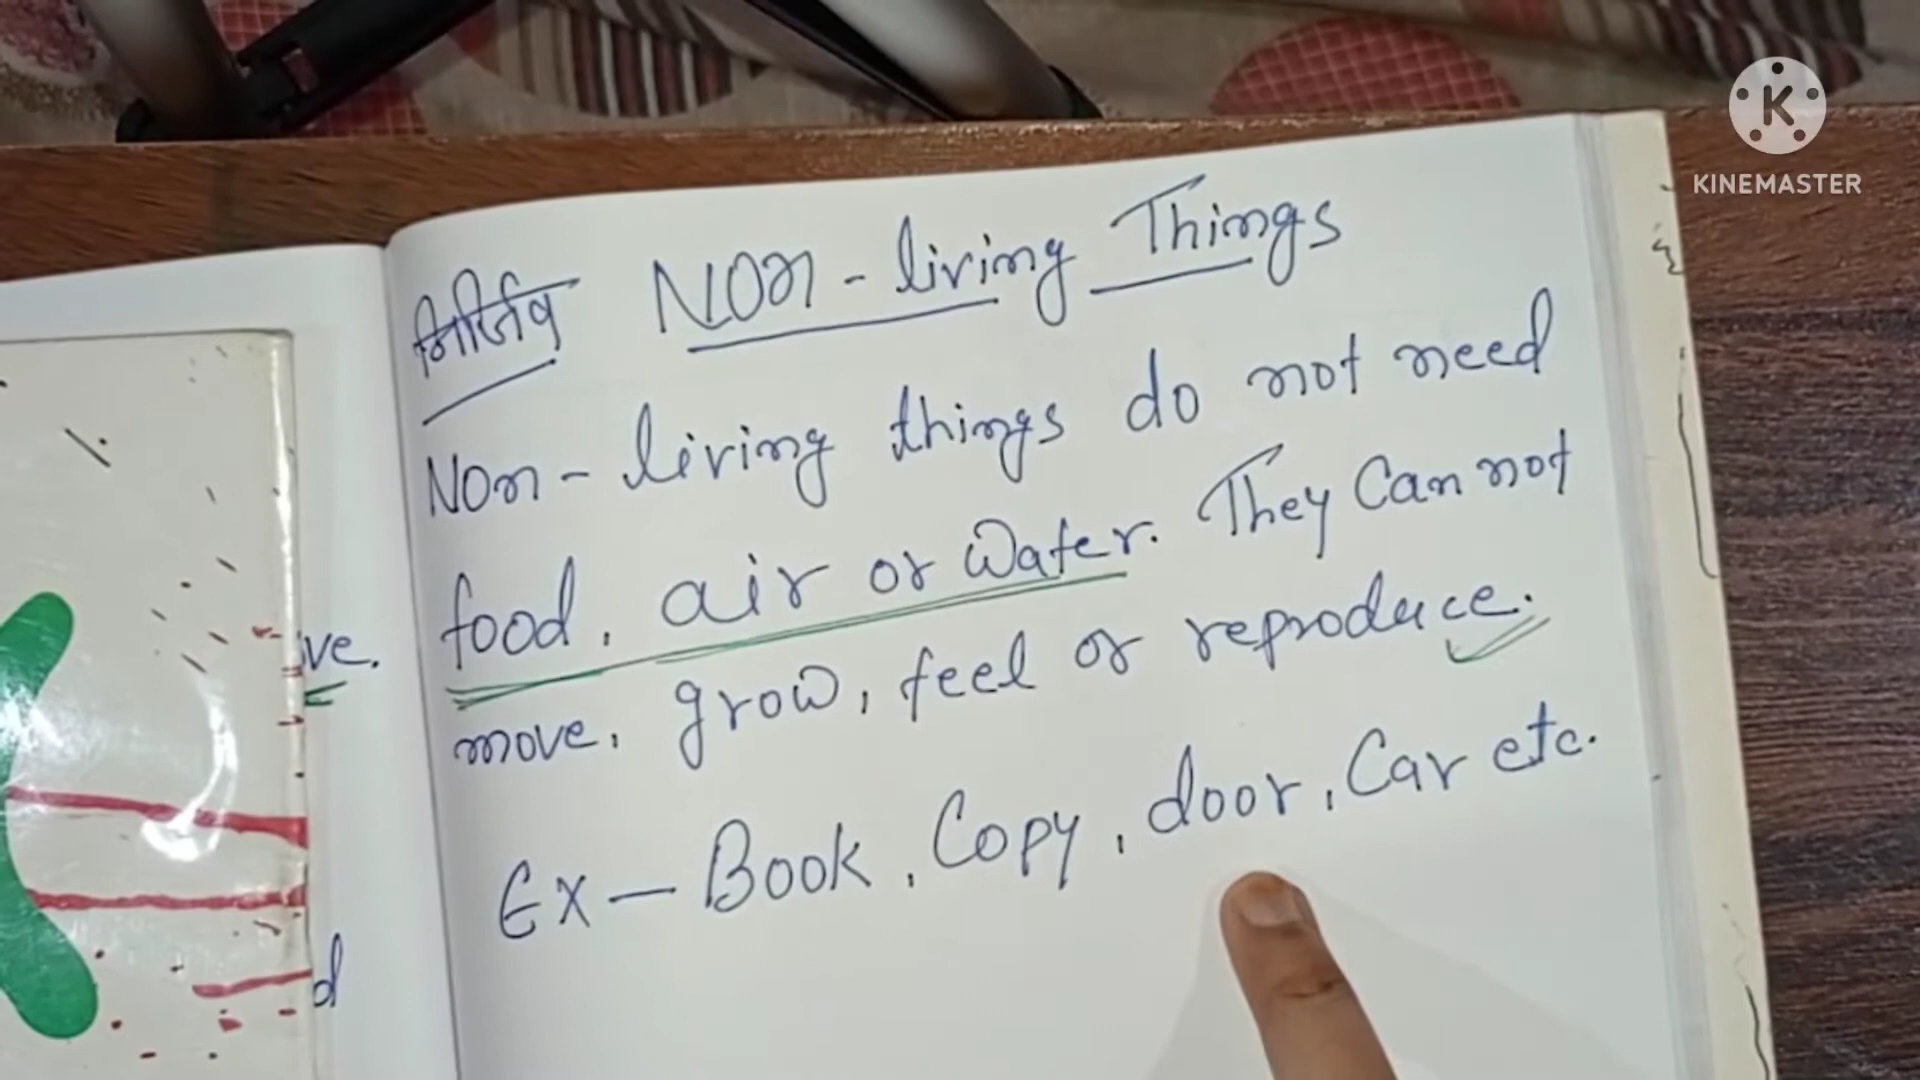 निर्जीव Non-living Things
Non-living things do not need
food, air or water. They Can not
move, grow, feel or reproduce.
Ex- Book, Copy, door, Car etc.
ve.
d
K
KINEMASTER